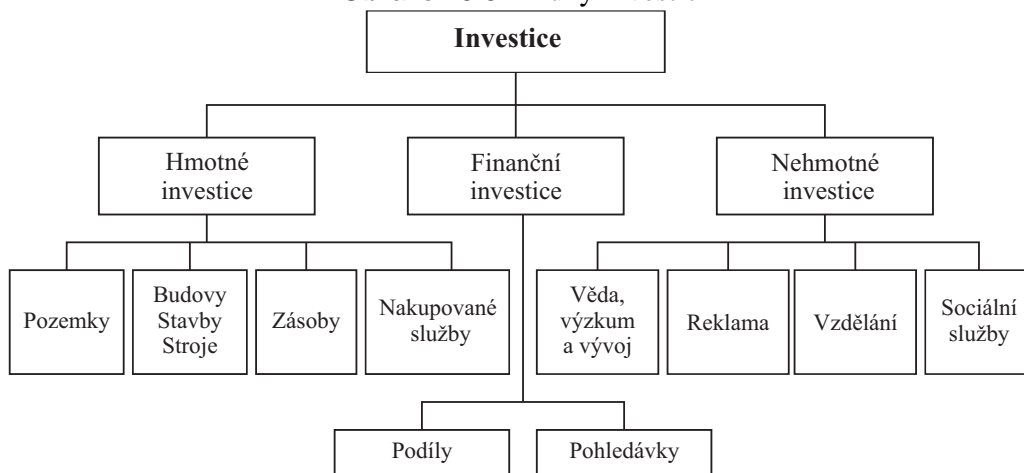 Investice
Hmotné
investice
Finanční
investice
Nehmotné
investice
Pozemky
Budovy
Stavby
Stroje
Zásoby
Nakupované
služby
Věda,
výzkum
a vývoj
Reklama
Vzdělání
Sociální
služby
Podíly
Pohledávky